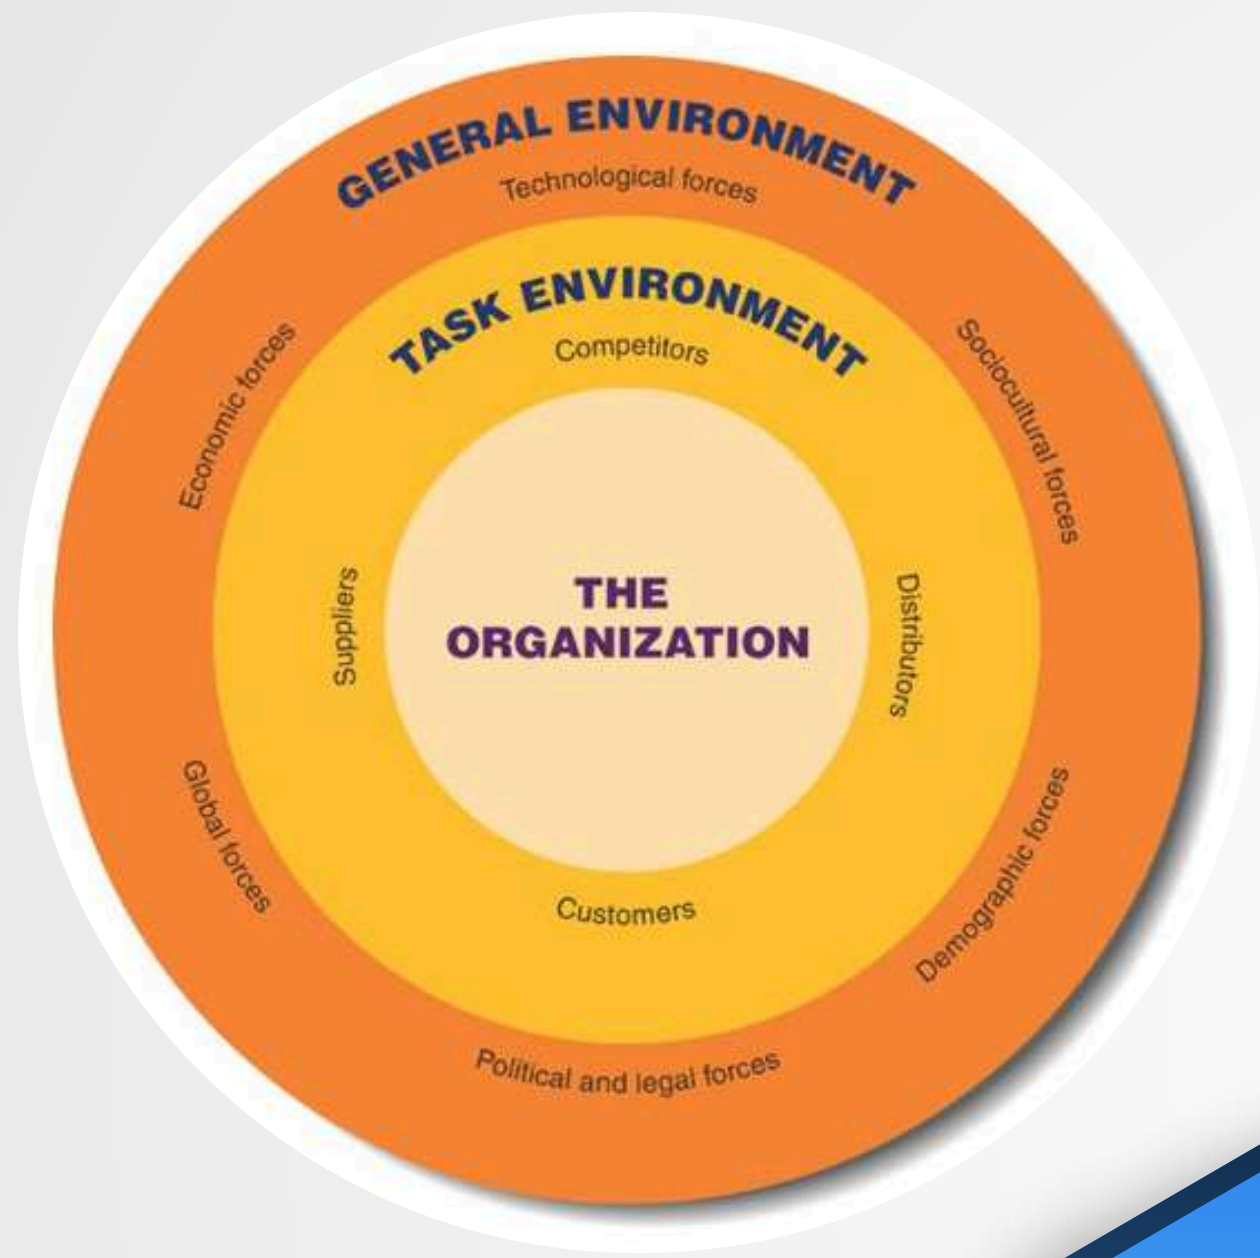 GENERAL ENVIRONMENT
Technological forces
Economic forces
Sociocultural forces
TASK ENVIRONMENT
Competitors
Suppliers
THE
ORGANIZATION
Distributors
Customers
Global forces
Demographic forces
Political and legal forces